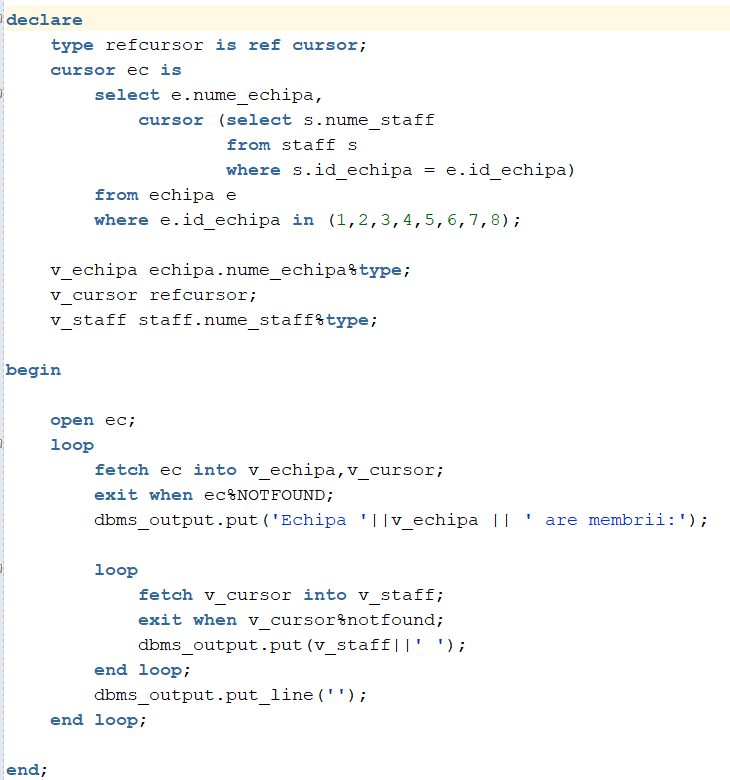 declare
    type refcursor is ref cursor;
    cursor ec is
        select e.nume_echipa,
            cursor (select s.nume_staff
                    from staff s
                    where s.id_echipa = e.id_echipa)
        from echipa e
        where e.id_echipa in (1,2,3,4,5,6,7,8);
    v_echipa echipa.nume_echipa%type;
    v_cursor refcursor;
    v_staff staff.nume_staff%type;
begin
    open ec;
    loop
        fetch ec into v_echipa,v_cursor;
        exit when ec%NOTFOUND;
        dbms_output.put('Echipa '||v_echipa || ' are membrii:');
        loop
            fetch v_cursor into v_staff;
            exit when v_cursor%notfound;
            dbms_output.put(v_staff||' ');
        end loop;
        dbms_output.put_line('');
    end loop;
end;